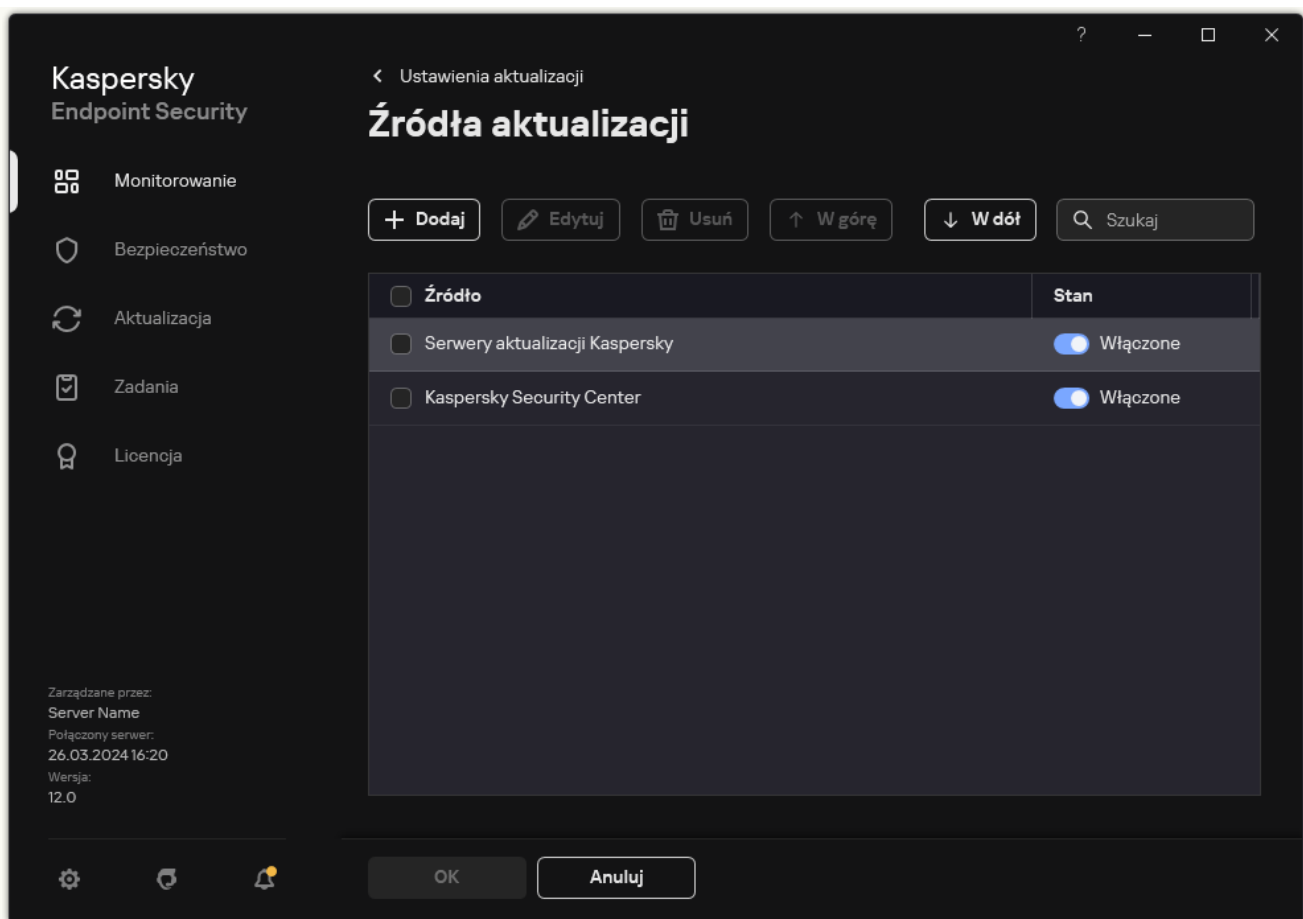 ?
Kaspersky
Endpoint Security
Ustawienia aktualizacji
Źródła aktualizacji
Monitorowanie
Bezpieczeństwo
Aktualizacja
Zadania
Licencja
Dodaj Edytuj Usuń W górę W dół Szukaj
Źródło Stan
Serwery aktualizacji Kaspersky Włączone
Kaspersky Security Center Włączone
Zarządzane przez:
Server Name
Połączony serwer:
26.03.2024 16:20
Wersja:
12.0
OK Anuluj